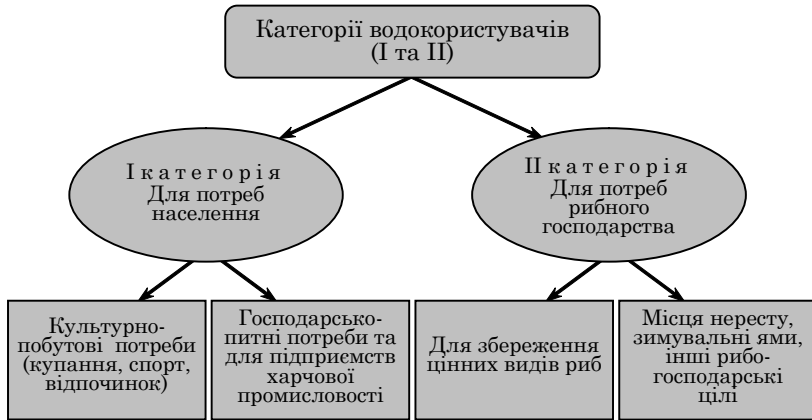 Категорії водокористувачів
(I та II)
I к а т е г о р і я
Для потреб
населення
II к а т е г о р і я
Для потреб
рибного
господарства
Культурно-
побутові потреби
(купання, спорт,
відпочинок)
Господарсько-
питні потреби та
для підприємств
харчової
промисловості
Для збереження
цінних видів риб
Місця нересту,
зимувальні ями,
інші рибо-
господарські
цілі